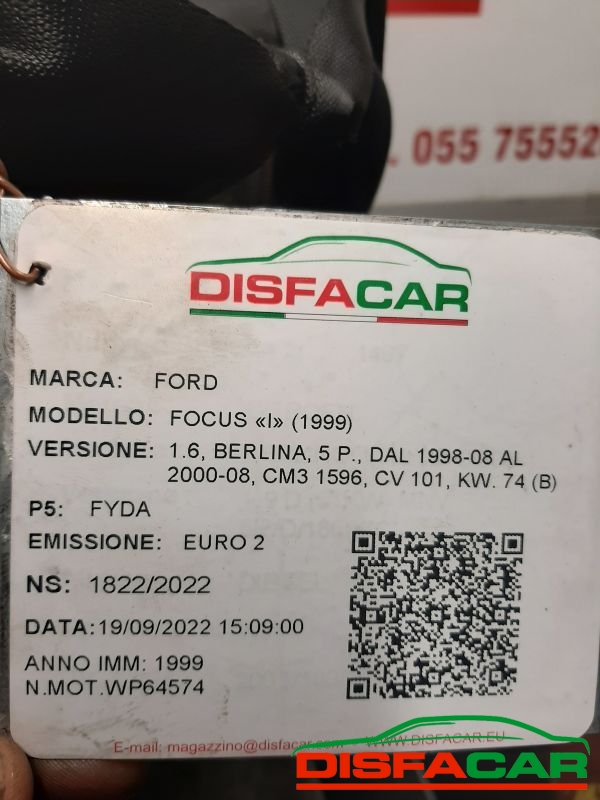 055 7555
DISFACAR
MARCA: FORD
MODELLO: FOCUS «I» (1999)
VERSIONE: 1.6, BERLINA, 5 P., DAL 1998-08 AL
2000-08, CM3 1596, CV 101, KW. 74 (B)
P5: FYDA
EMISSIONE: EURO 2
NS: 1822/2022
DATA:19/09/2022 15:09:00
ANNO IMM: 1999
N.MOT.WP64574
E-mail: magazzino@disfacar.com WWW.DISFACAR.EU
DISFACAR